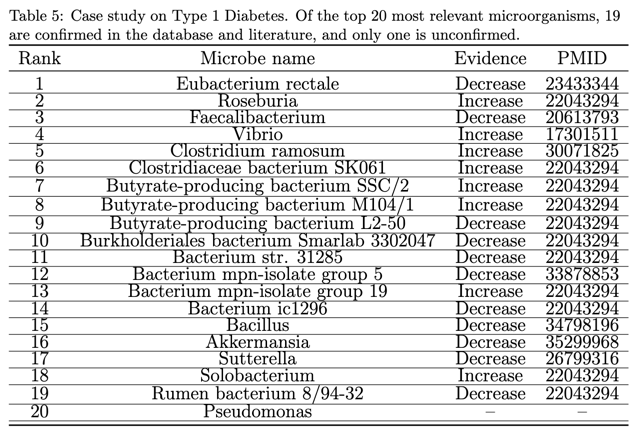 Table 5: Case study on Type 1 Diabetes. Of the top 20 most relevant microorganisms, 19
are confirmed in the database and literature, and only one is unconfirmed.
Rank Microbe name Evidence PMID
1 Eubacterium rectale Decrease 23433344
2 Roseburia Increase 22043294
3 Faecalibacterium Decrease 20613793
4 Vibrio Increase 17301511
5 Clostridium ramosum Increase 30071825
6 Clostridiaceae bacterium SK061 Increase 22043294
7 Butyrate-producing bacterium SSC/2 Increase 22043294
8 Butyrate-producing bacterium M104/1 Increase 22043294
9 Butyrate-producing bacterium L2-50 Decrease 22043294
10 Burkholderiales bacterium Smarlab 3302047 Decrease 22043294
11 Bacterium str. 31285 Decrease 22043294
12 Bacterium mpn-isolate group 5 Decrease 33878853
13 Bacterium mpn-isolate group 19 Increase 22043294
14 Bacterium ic1296 Decrease 22043294
15 Bacillus Decrease 34798196
16 Akkermansia Decrease 35299968
17 Sutterella Decrease 26799316
18 Solobacterium Increase 22043294
19 Rumen bacterium 8/94-32 Decrease 22043294
20 Pseudomonas – –